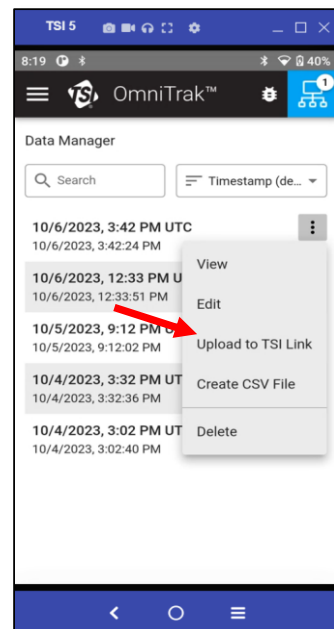 TSI 5
8:19 40%
TSI OmniTrak™ 1
Data Manager
Search Timestamp (de...
10/6/2023, 3:42 PM UTC
10/6/2023, 3:42:24 PM
View
10/6/2023, 12:33 PM U
10/6/2023, 12:33:51 PM
Edit
10/5/2023, 9:12 PM U
10/5/2023, 9:12:02 PM
Upload to TSI Link
10/4/2023, 3:32 PM UT
10/4/2023, 3:32:36 PM
Create CSV File
10/4/2023, 3:02 PM UT
10/4/2023, 3:02:40 PM
Delete